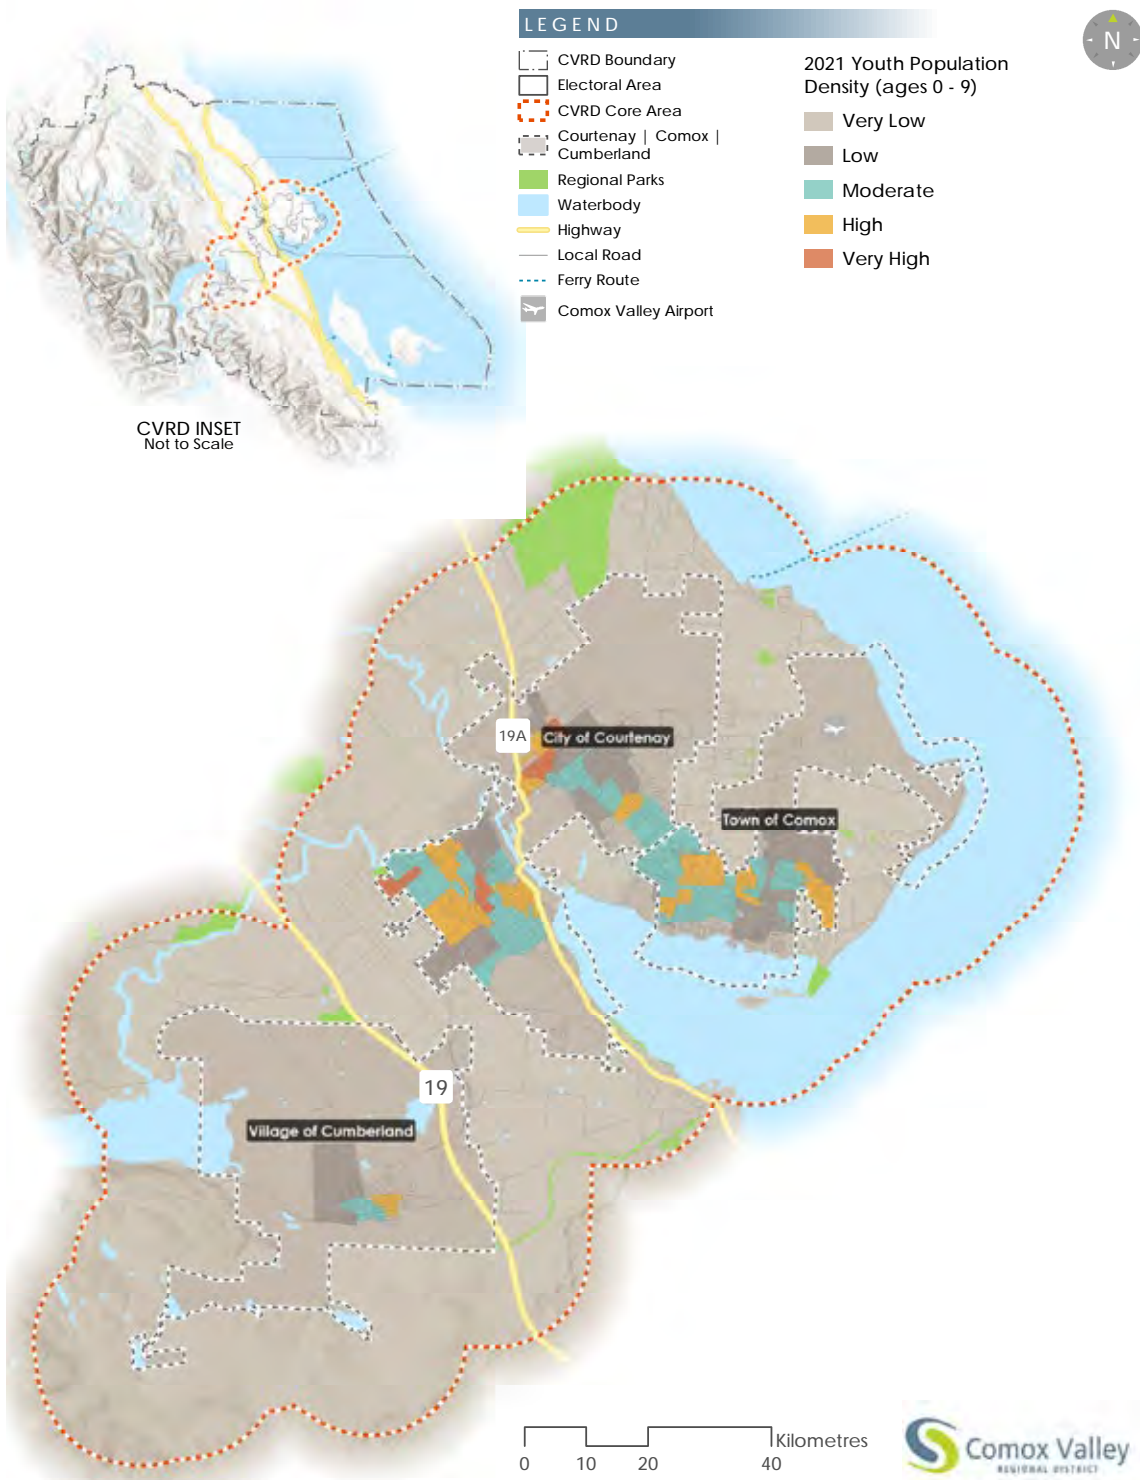 LEGEND
CVRD Boundary
Electoral Area
CVRD Core Area
Courtenay | Comox |
Cumberland
Regional Parks
Waterbody
Highway
Local Road
Ferry Route
Comox Valley Airport
2021 Youth Population
Density (ages 0 - 9)
Very Low
Low
Moderate
High
Very High
N
CVRD INSET
Not to Scale
19A
City of Courtenay
Town of Comox
19
Village of Cumberland
Kilometres
0 10 20 40
Comox Valley
REGIONAL DISTRICT